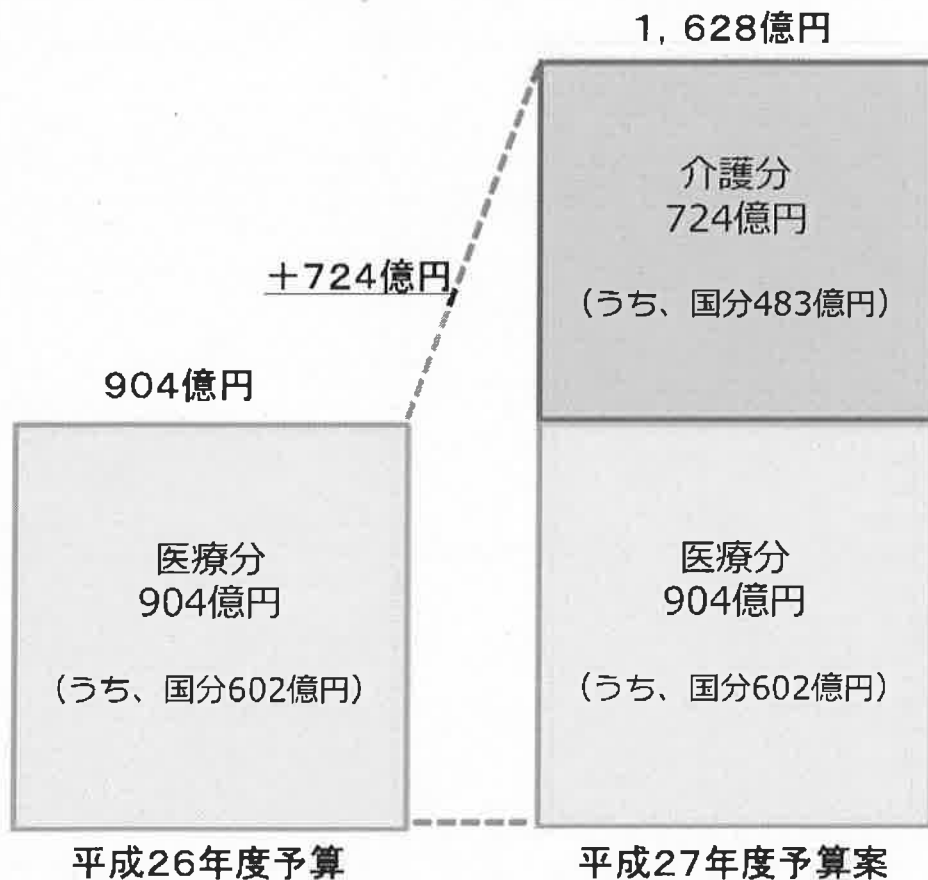 1,628億円
介護分
724億円
(うち、国分483億円)
+724億円
904億円
医療分
904億円
(うち、国分602億円)
医療分
904億円
(うち、国分602億円)
平成26年度予算
平成27年度予算案